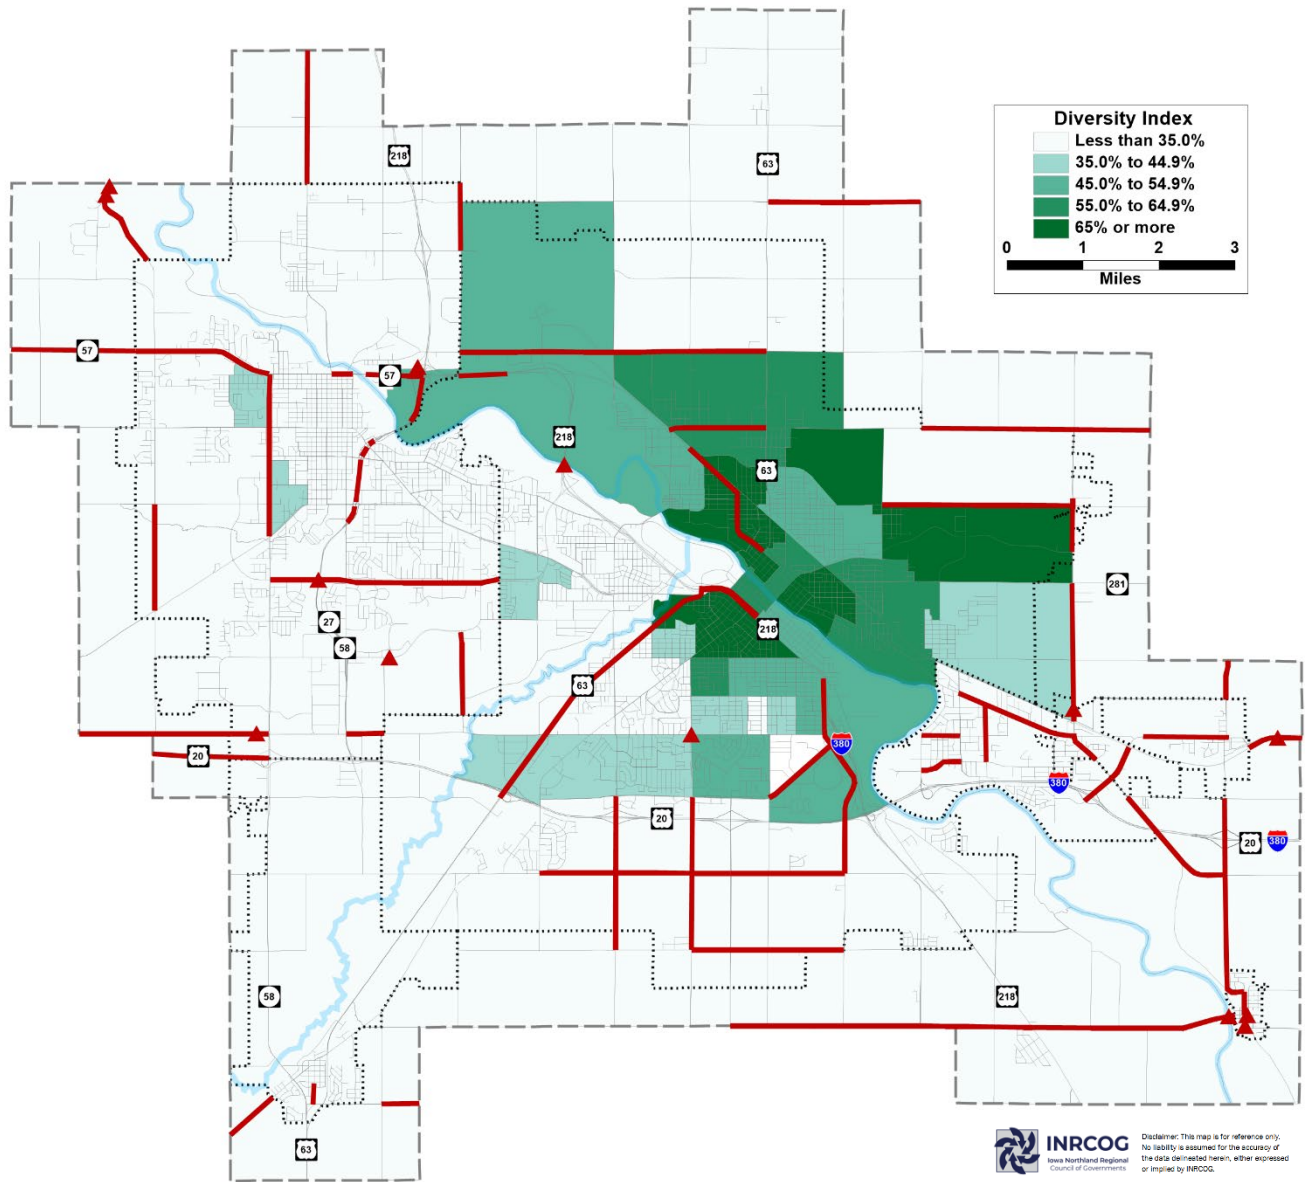 Diversity Index
Less than 35.0%
35.0% to 44.9%
45.0% to 54.9%
55.0% to 64.9%
65% or more
0 1 2 3
Miles
218
63
57
57
218
63
281
27
58
218
63
380
20
380
20
20
380
58
218
63
INRCOG
Iowa Northland Regional
Council of Governments
Disclaimer: This map is for reference only.
No liability is assumed for the accuracy of
the data delineated herein, either expressed
or implied by INRCOG.